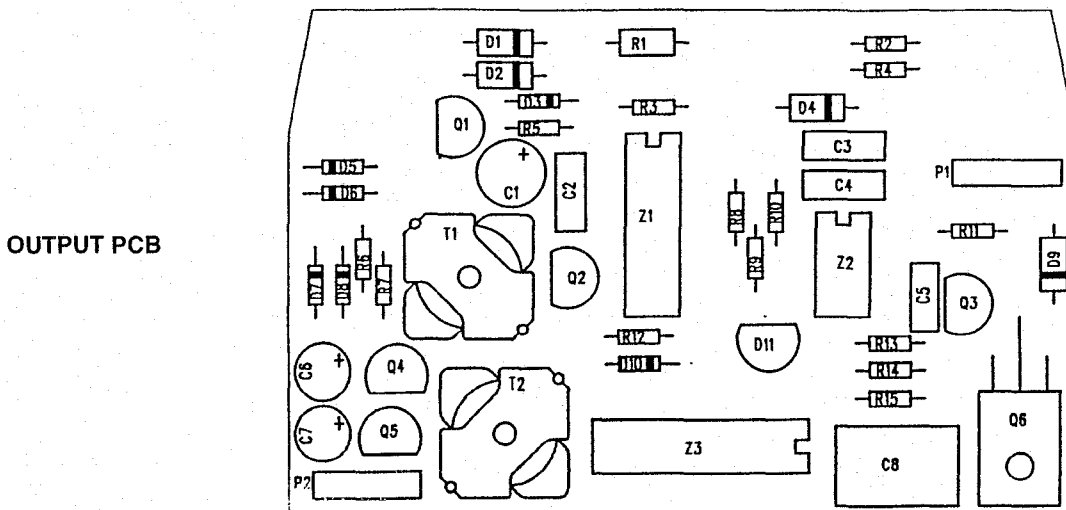 OUTPUT PCB
D1
R1
R2
D2
R4
D3
R3
D4
Q1
R5
C3
D5
C1
C2
P1
C4
D6
Z1
R8
R10
T1
R11
R6
R9
Z2
D9
D7
D8
R7
Q2
C5
Q3
R12
D11
R13
C6
Q4
D10
R14
T2
R15
C7
Q5
Z3
Q6
C8
P2
+
+
+